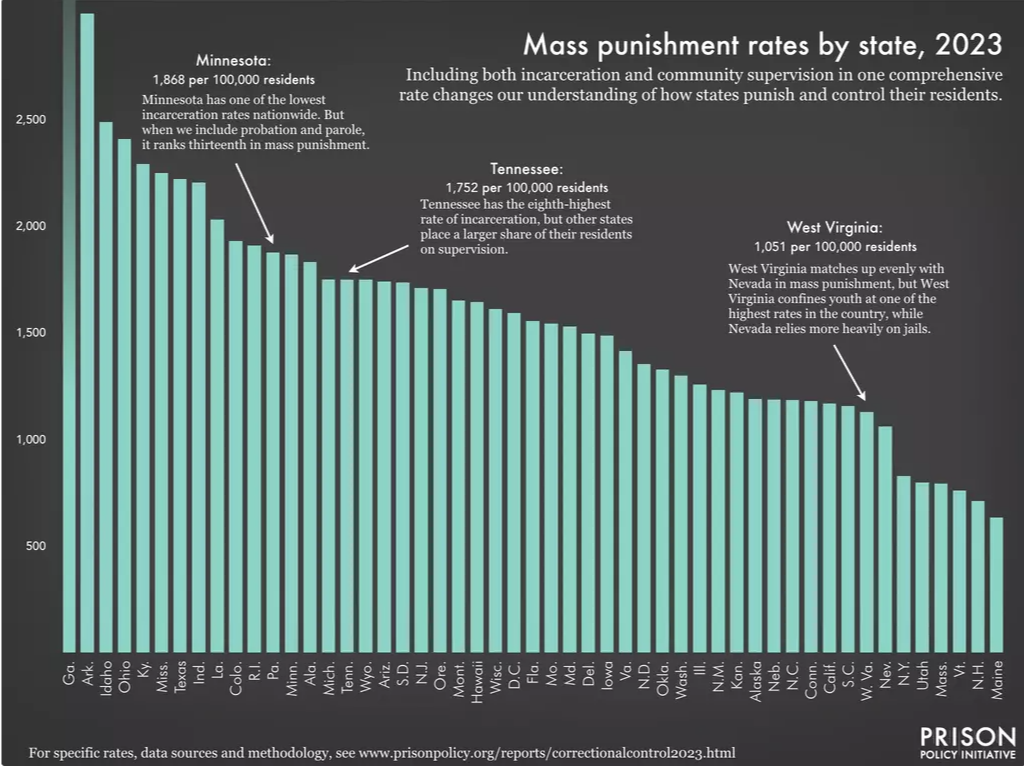 Mass punishment rates by state, 2023
Including both incarceration and community supervision in one comprehensive
rate changes our understanding of how states punish and control their residents.
Minnesota:
1,868 per 100,000 residents
Minnesota has one of the lowest
incarceration rates nationwide. But
when we include probation and parole,
it ranks thirteenth in mass punishment.
Tennessee:
1,752 per 100,000 residents
Tennessee has the eighth-highest
rate of incarceration, but other states
place a larger share of their residents
on supervision.
West Virginia:
1,051 per 100,000 residents
West Virginia matches up evenly with
Nevada in mass punishment, but West
Virginia confines youth at one of the
highest rates in the country, while
Nevada relies more heavily on jails.
2,500
2,000
1,500
1,000
500
Ga.
Ark.
Idaho
Ohio
Ky.
Miss.
Texas
Ind.
La.
Colo.
R.I.
Pa.
Minn.
Ala.
Mich.
Tenn.
Wyo.
Ariz.
S.D.
N.J.
Ore.
Mont.
Hawaii
Wisc.
D.C.
Fla.
Mo.
Md.
Del.
Iowa
Va.
N.D.
Okla.
Wash.
Ill.
N.M.
Kan.
Alaska
Neb.
N.C.
Conn.
Calif.
S.C.
W. Va.
Nev.
N.Y.
Utah
Mass.
Vt.
N.H.
Maine
For specific rates, data sources and methodology, see www.prisonpolicy.org/reports/correctionalcontrol2023.html
PRISON
POLICY INITIATIVE